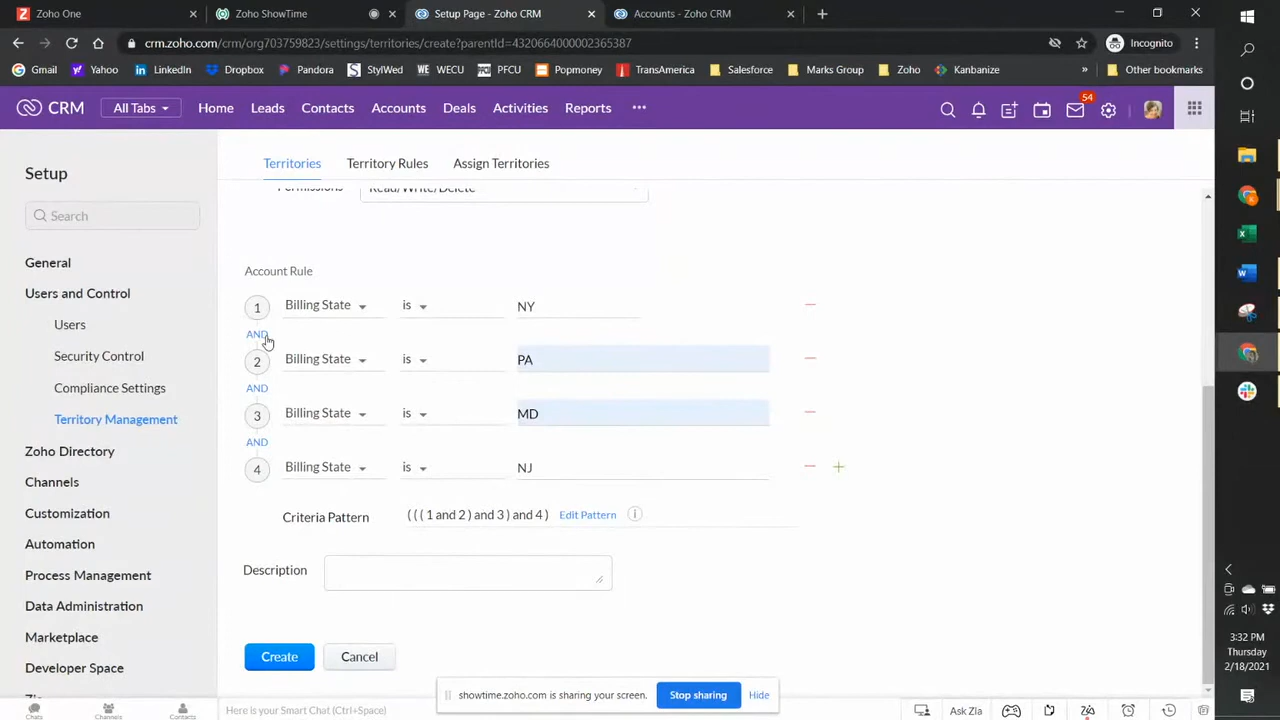 Zoho One
Zoho ShowTime
Setup Page - Zoho CRM
Accounts - Zoho CRM
crm.zoho.com/crm/org703759823/settings/territories/create?parentId=4320664000002365387
Incognito
Gmail Yahoo LinkedIn Dropbox Pandora StylWed WECU PFCU Popmoney TransAmerica Salesforce Marks Group Zoho Kanbanize » Other bookmarks
CRM All Tabs Home Leads Contacts Accounts Deals Activities Reports ••• 54
Setup
Search
General
Users and Control
Users
Security Control
Compliance Settings
Territory Management
Zoho Directory
Channels
Customization
Automation
Process Management
Data Administration
Marketplace
Developer Space
Zia
Territories Territory Rules Assign Territories
Permissions Read/Write/Delete
Account Rule
1 Billing State is NY
AND
2 Billing State is PA
AND
3 Billing State is MD
AND
4 Billing State is NJ
Criteria Pattern ( ( ( 1 and 2 ) and 3 ) and 4 ) Edit Pattern i
Description
Create Cancel
showtime.zoho.com is sharing your screen. Stop sharing Hide
Chats Channels Contacts Here is your Smart Chat (Ctrl+Space) Ask Zia
3:32 PM
Thursday
2/18/2021